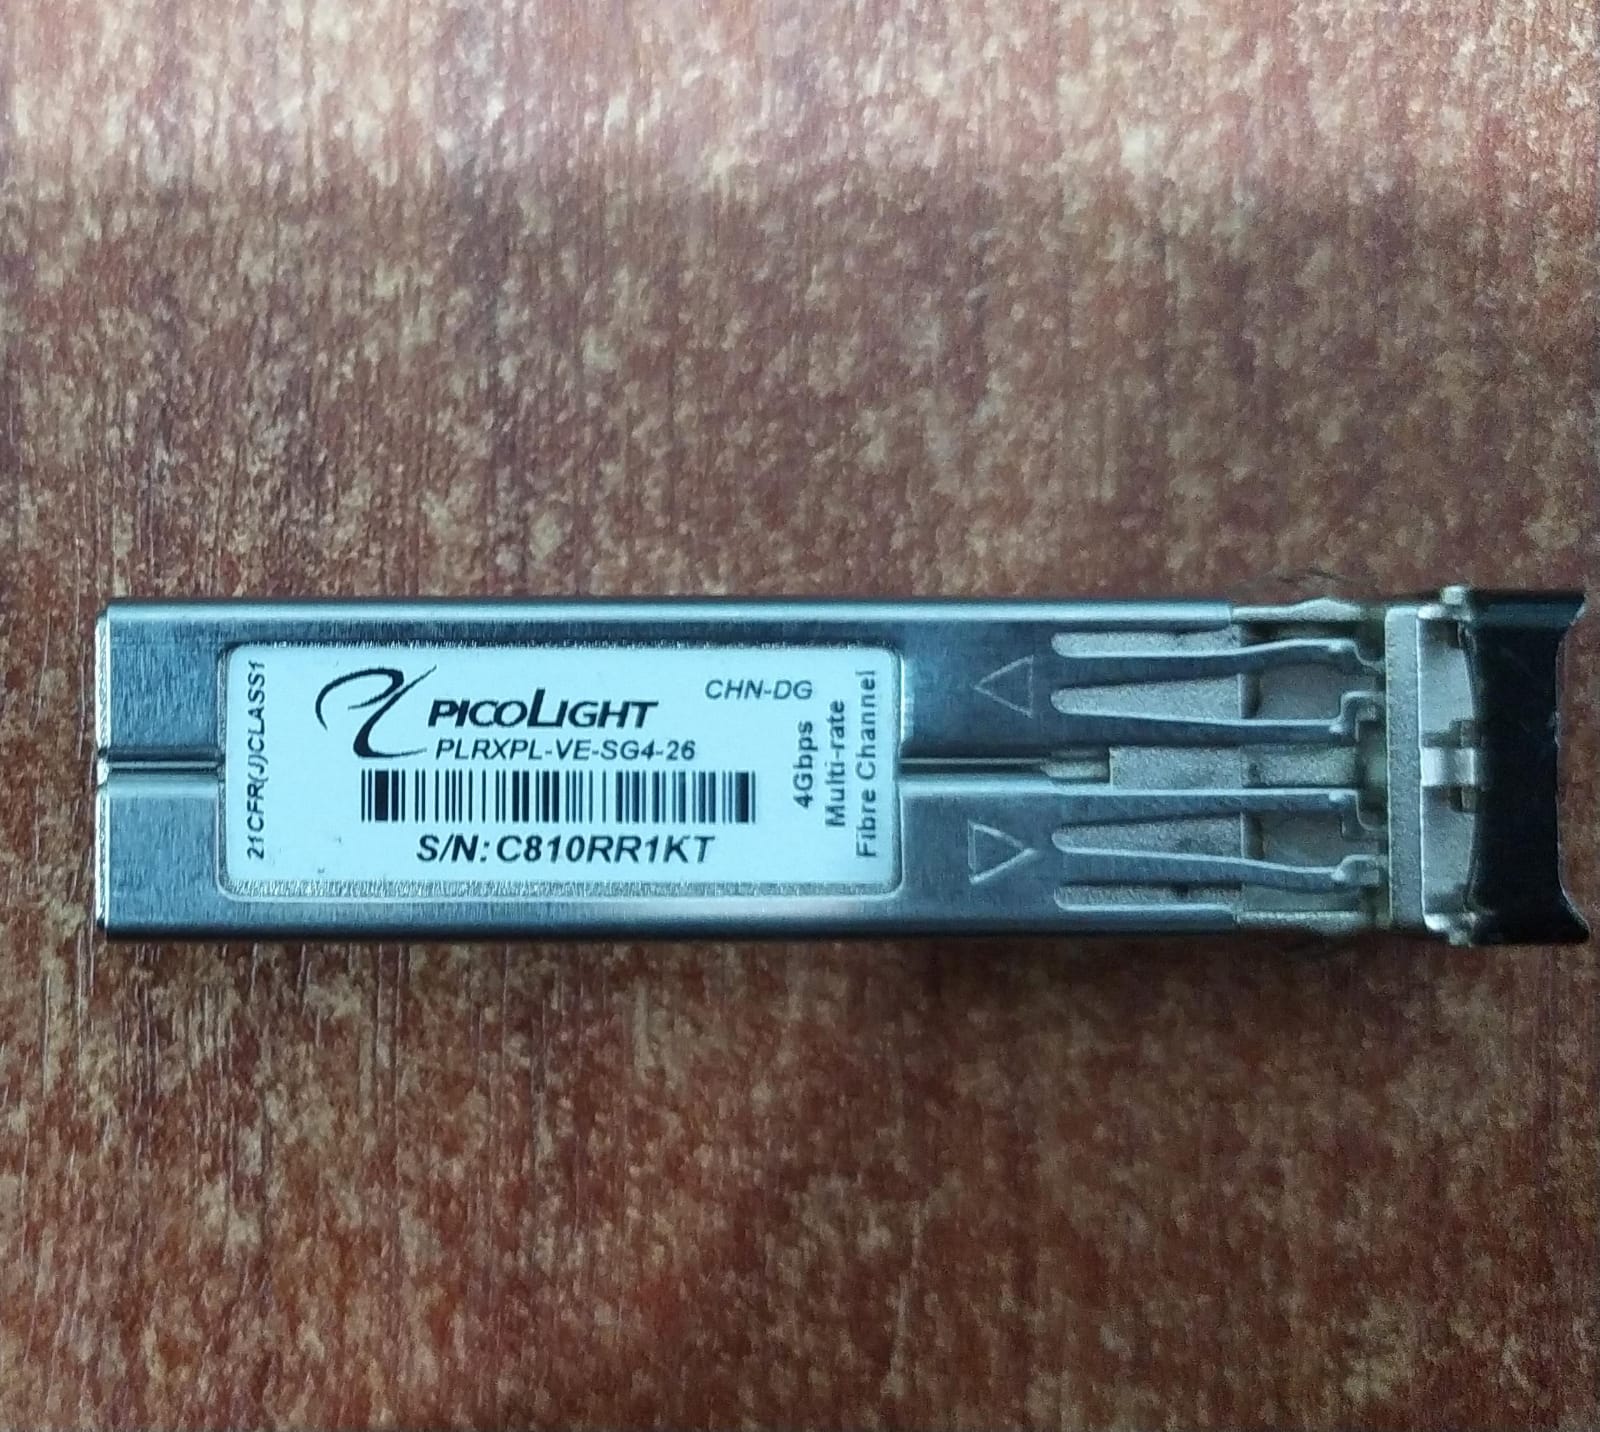 21CFR(J)CLASS1
PICOLIGHT
CHN-DG
PLRXPL-VE-SG4-26
S/N: C810RR1KT
4Gbps
Multi-rate
Fibre Channel